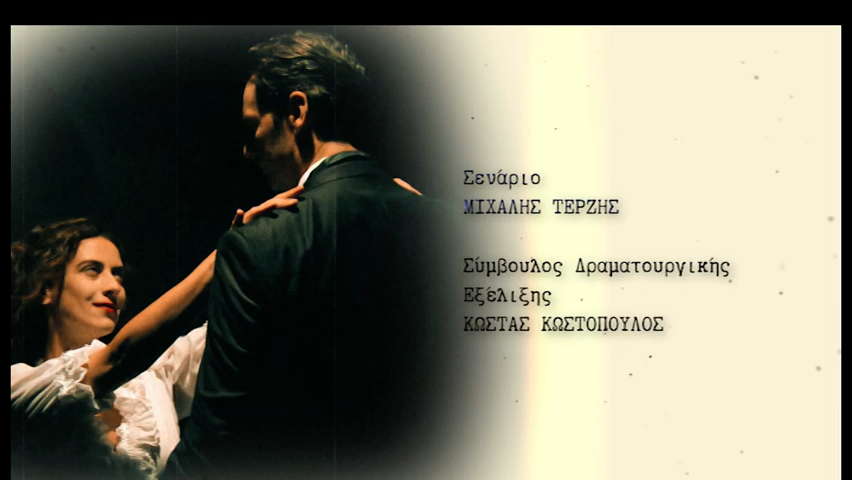 Σενάριο
ΜΙΧΑΛΗΣ ΤΕΡΖΗΣ
Σύμβουλος Δραματουργικής
Εξέλιξης
ΚΩΣΤΑΣ ΚΩΣΤΟΠΟΥΛΟΣ